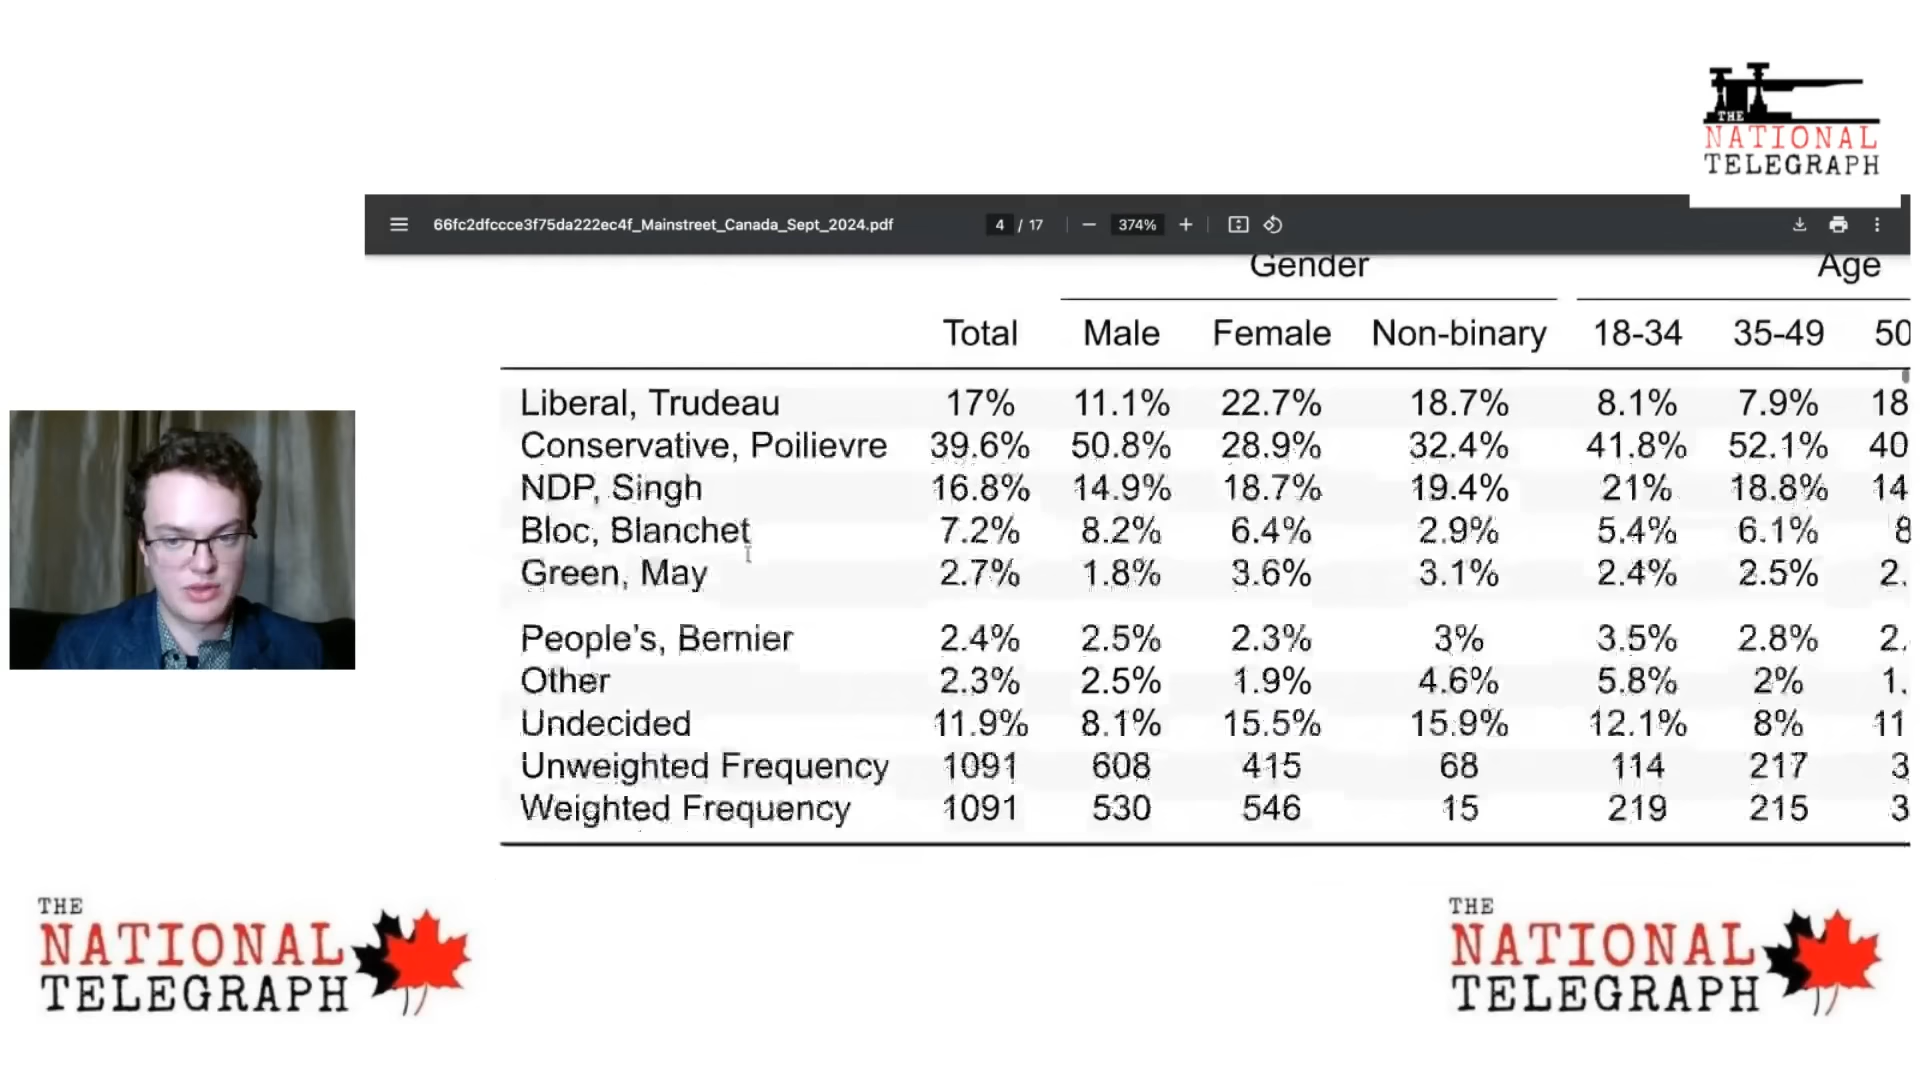 THE
NATIONAL
TELEGRAPH
66fc2dfccce3f75da222ec4f_Mainstreet_Canada_Sept_2024.pdf 4 / 17 374%
Gender Age
Total Male Female Non-binary 18-34 35-49 50
Liberal, Trudeau 17% 11.1% 22.7% 18.7% 8.1% 7.9% 18
Conservative, Poilievre 39.6% 50.8% 28.9% 32.4% 41.8% 52.1% 40
NDP, Singh 16.8% 14.9% 18.7% 19.4% 21% 18.8% 14
Bloc, Blanchet 7.2% 8.2% 6.4% 2.9% 5.4% 6.1% 8
Green, May 2.7% 1.8% 3.6% 3.1% 2.4% 2.5% 2.
People's, Bernier 2.4% 2.5% 2.3% 3% 3.5% 2.8% 2.
Other 2.3% 2.5% 1.9% 4.6% 5.8% 2% 1.
Undecided 11.9% 8.1% 15.5% 15.9% 12.1% 8% 11
Unweighted Frequency 1091 608 415 68 114 217 3
Weighted Frequency 1091 530 546 15 219 215 3
THE
NATIONAL
TELEGRAPH
THE
NATIONAL
TELEGRAPH